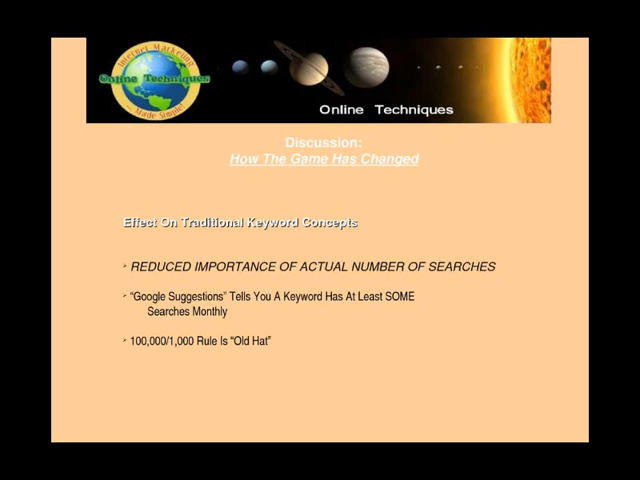 Internet Marketing
Online Techniques
Made Simple!
Online Techniques
Discussion:
How The Game Has Changed
Effect On Traditional Keyword Concepts
REDUCED IMPORTANCE OF ACTUAL NUMBER OF SEARCHES
“Google Suggestions” Tells You A Keyword Has At Least SOME
Searches Monthly
100,000/1,000 Rule Is “Old Hat”